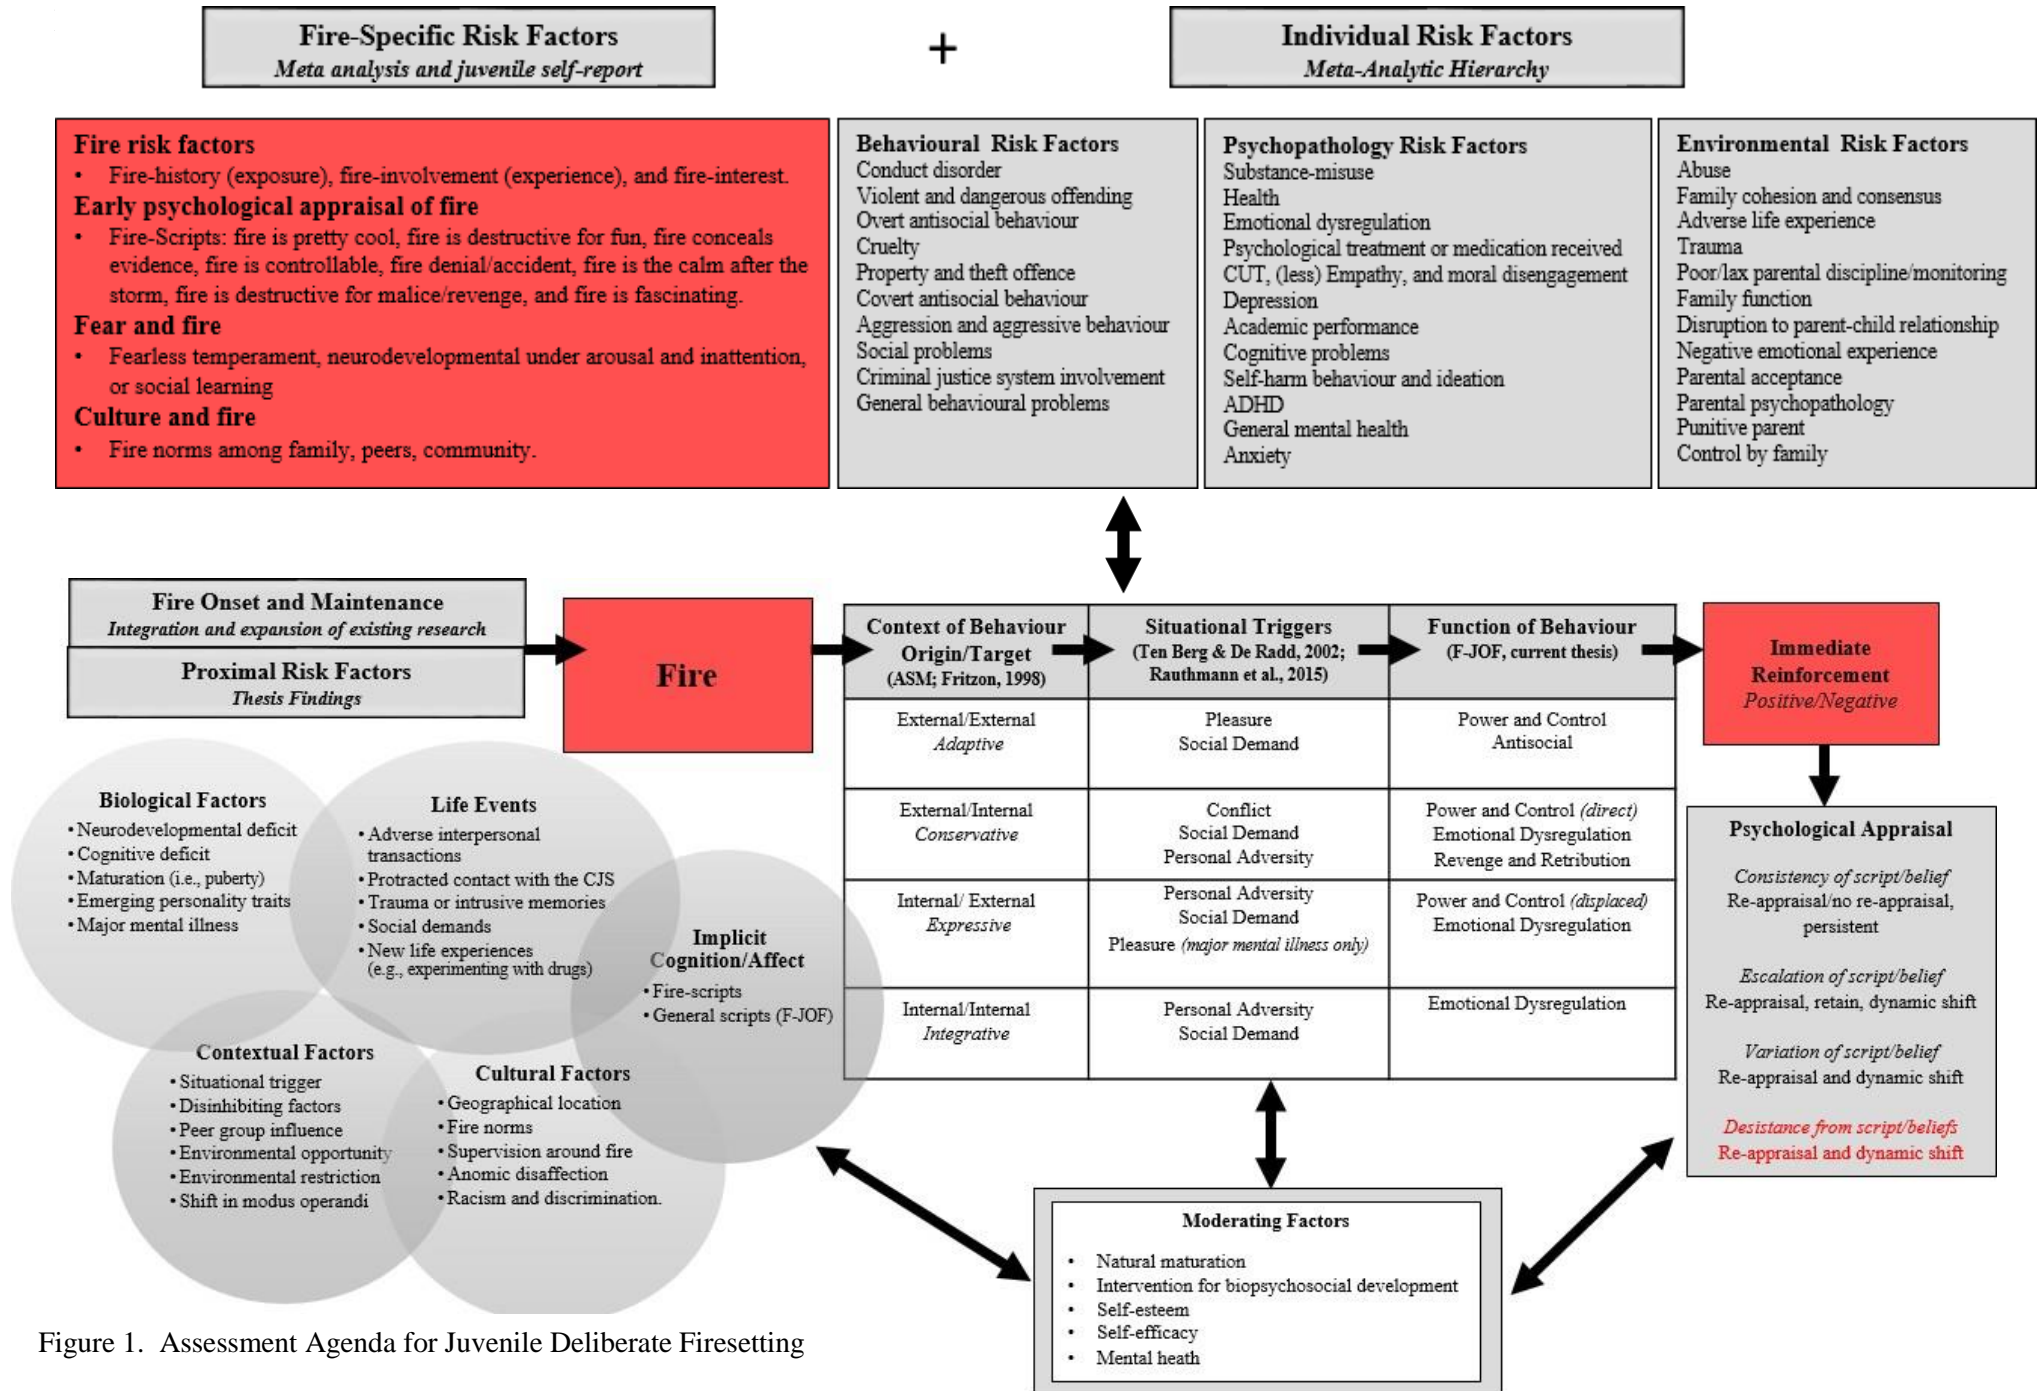 Fire-Specific Risk Factors
Meta analysis and juvenile self-report
+
Individual Risk Factors
Meta-Analytic Hierarchy
Fire risk factors
• Fire-history (exposure), fire-involvement (experience), and fire-interest.
Early psychological appraisal of fire
• Fire-Scripts: fire is pretty cool, fire is destructive for fun, fire conceals
evidence, fire is controllable, fire denial/accident, fire is the calm after the
storm, fire is destructive for malice/revenge, and fire is fascinating.
Fear and fire
• Fearless temperament, neurodevelopmental under arousal and inattention,
or social learning
Culture and fire
• Fire norms among family, peers, community.
Behavioural Risk Factors
Conduct disorder
Violent and dangerous offending
Overt antisocial behaviour
Cruelty
Property and theft offence
Covert antisocial behaviour
Aggression and aggressive behaviour
Social problems
Criminal justice system involvement
General behavioural problems
Psychopathology Risk Factors
Substance-misuse
Health
Emotional dysregulation
Psychological treatment or medication received
CUT, (less) Empathy, and moral disengagement
Depression
Academic performance
Cognitive problems
Self-harm behaviour and ideation
ADHD
General mental health
Anxiety
Environmental Risk Factors
Abuse
Family cohesion and consensus
Adverse life experience
Trauma
Poor/lax parental discipline/monitoring
Family function
Disruption to parent-child relationship
Negative emotional experience
Parental acceptance
Parental psychopathology
Punitive parent
Control by family
Fire Onset and Maintenance
Integration and expansion of existing research
Proximal Risk Factors
Thesis Findings
Fire
Context of Behaviour
Origin/Target
(ASM; Fritzon, 1998)
Situational Triggers
(Ten Berg & De Radd, 2002;
Rauthmann et al., 2015)
Function of Behaviour
(F-JOF, current thesis)
External/External
Adaptive
Pleasure
Social Demand
Power and Control
Antisocial
External/Internal
Conservative
Conflict
Social Demand
Personal Adversity
Power and Control (direct)
Emotional Dysregulation
Revenge and Retribution
Internal/ External
Expressive
Personal Adversity
Social Demand
Pleasure (major mental illness only)
Power and Control (displaced)
Emotional Dysregulation
Internal/Internal
Integrative
Personal Adversity
Social Demand
Emotional Dysregulation
Immediate
Reinforcement
Positive/Negative
Psychological Appraisal
Consistency of script/belief
Re-appraisal/no re-appraisal,
persistent
Escalation of script/belief
Re-appraisal, retain, dynamic shift
Variation of script/belief
Re-appraisal and dynamic shift
Desistance from script/beliefs
Re-appraisal and dynamic shift
Biological Factors
• Neurodevelopmental deficit
• Cognitive deficit
• Maturation (i.e., puberty)
• Emerging personality traits
• Major mental illness
Life Events
• Adverse interpersonal
transactions
• Protracted contact with the CJS
• Trauma or intrusive memories
• Social demands
• New life experiences
(e.g., experimenting with drugs)
Implicit
Cognition/Affect
• Fire-scripts
• General scripts (F-JOF)
Contextual Factors
• Situational trigger
• Disinhibiting factors
• Peer group influence
• Environmental opportunity
• Environmental restriction
• Shift in modus operandi
Cultural Factors
• Geographical location
• Fire norms
• Supervision around fire
• Anomic disaffection
• Racism and discrimination.
Moderating Factors
• Natural maturation
• Intervention for biopsychosocial development
• Self-esteem
• Self-efficacy
• Mental heath
Figure 1. Assessment Agenda for Juvenile Deliberate Firesetting